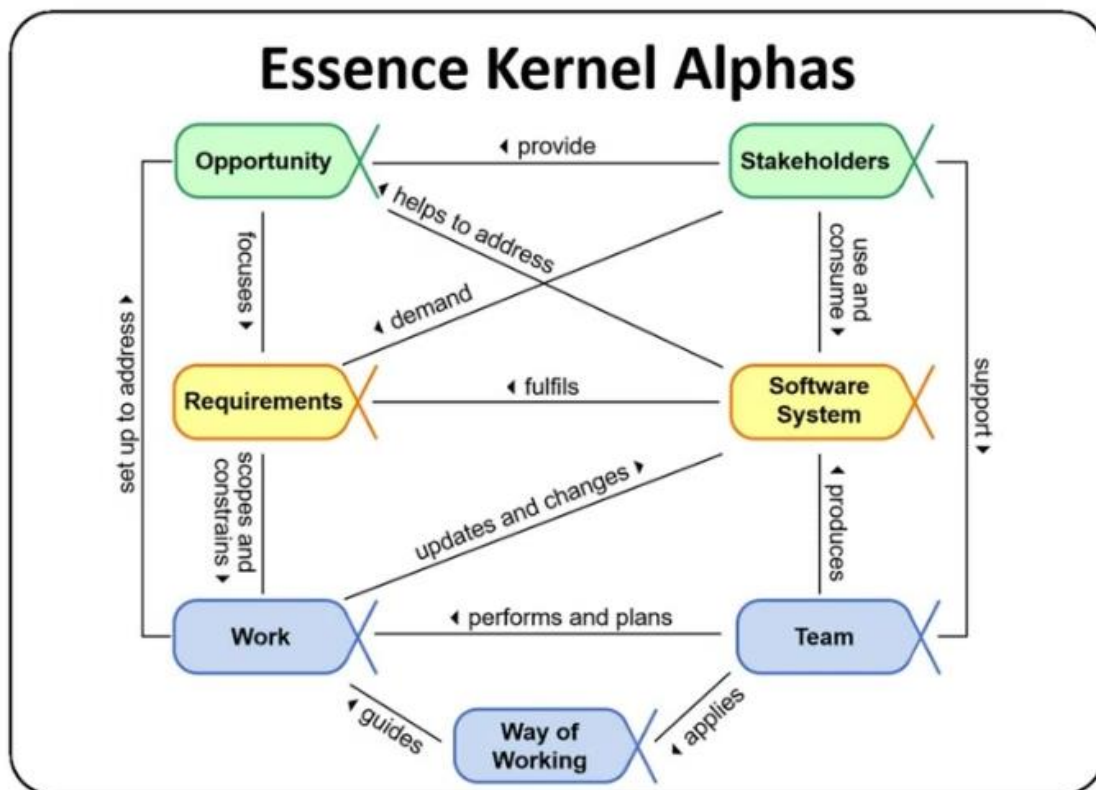 Essence Kernel Alphas
Opportunity
◂ provide
Stakeholders
◂ helps to address
focuses ▸
◂ demand
use and
consume ▸
set up to address ▸
support ▸
Requirements
◂ fulfils
Software
System
scopes and
constrains ▸
updates and changes ▸
◂ produces
Work
◂ performs and plans
Team
◂ guides
Way of
Working
◂ applies